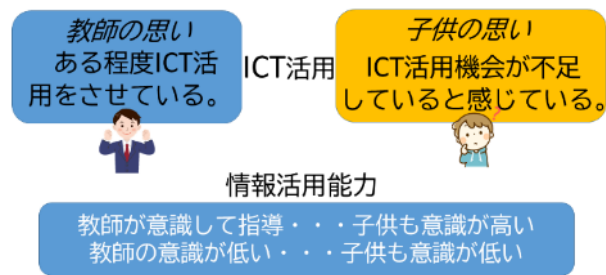 教師の思い
ある程度ICT活
用をさせている。
ICT活用
子供の思い
ICT活用機会が不足
していると感じている。
情報活用能力
教師が意識して指導・・・子供も意識が高い
教師の意識が低い・・・子供も意識が低い